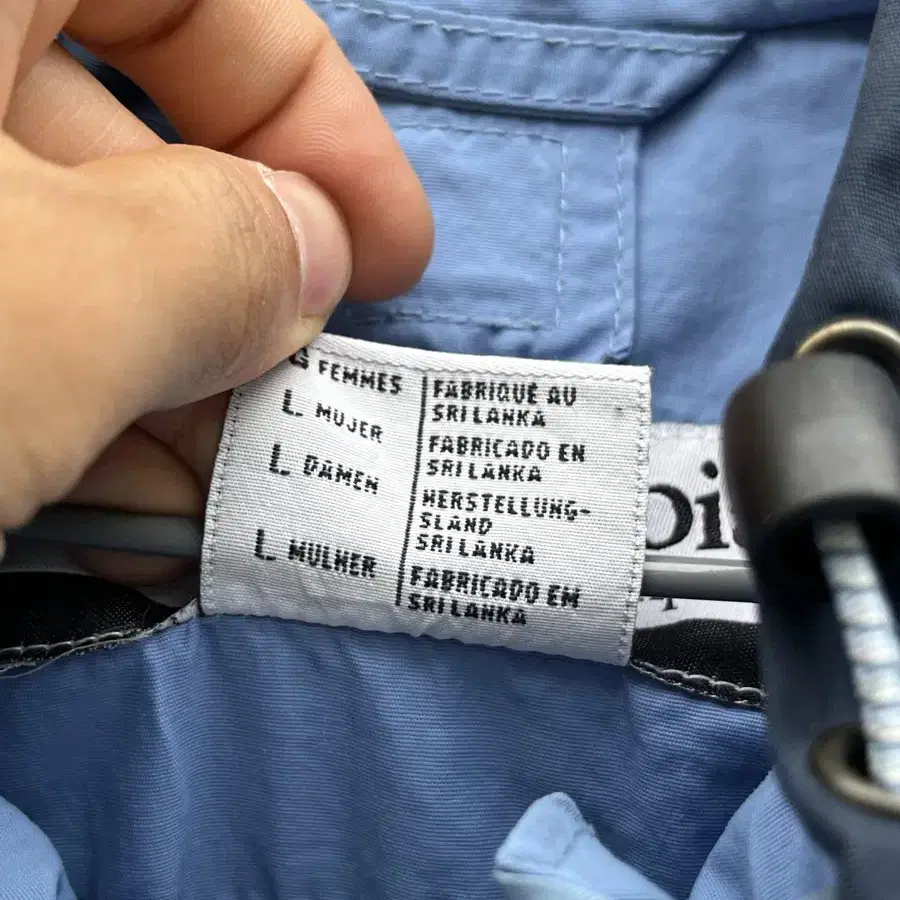 G FEMMES
L MUJER
L DAMEN
L MULHER
FABRIQUÉ AU
SRI LANKA
FABRICADO EN
SRI LANKA
HERSTELLUNG-
SLAND
SRI LANKA
FABRICADO EM
SRI LANKA